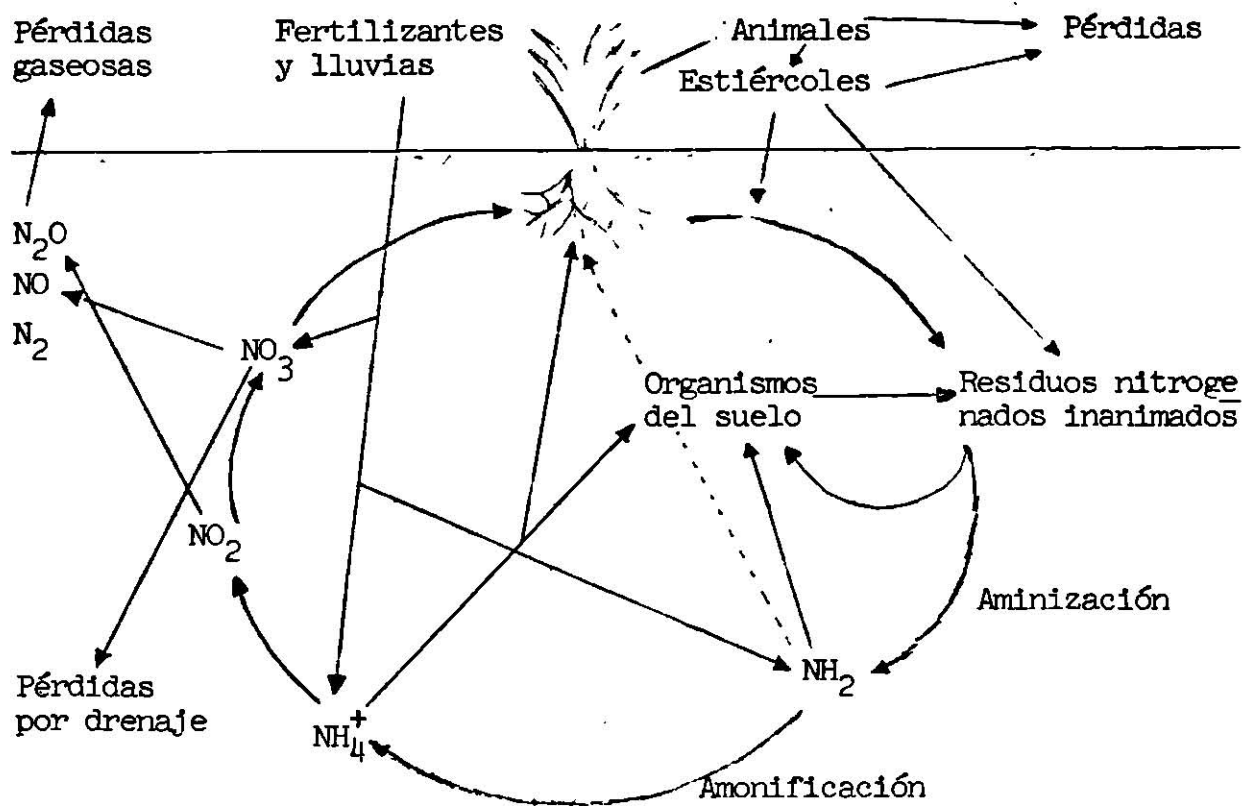 Pérdidas
gaseosas
Fertilizantes
y lluvias
Animales
Estiércoles
Pérdidas
N2O
NO
N2
NO3
Organismos
del suelo
Residuos nitroge
nados inanimados
NO2
Aminización
NH2
Pérdidas
por drenaje
NH4+
Amonificación